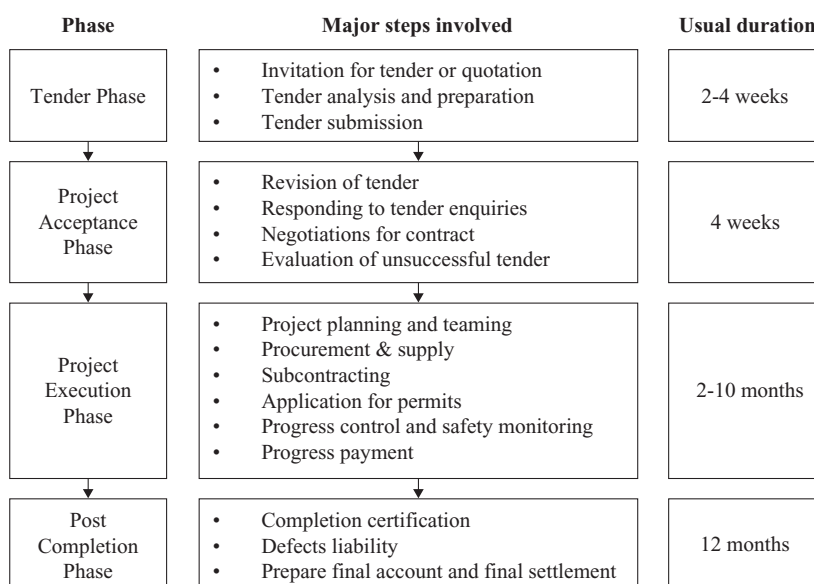 Phase
Major steps involved
Usual duration
Tender Phase
• Invitation for tender or quotation
• Tender analysis and preparation
• Tender submission
2-4 weeks
Project
Acceptance
Phase
• Revision of tender
• Responding to tender enquiries
• Negotiations for contract
• Evaluation of unsuccessful tender
4 weeks
Project
Execution
Phase
• Project planning and teaming
• Procurement & supply
• Subcontracting
• Application for permits
• Progress control and safety monitoring
• Progress payment
2-10 months
Post
Completion
Phase
• Completion certification
• Defects liability
• Prepare final account and final settlement
12 months